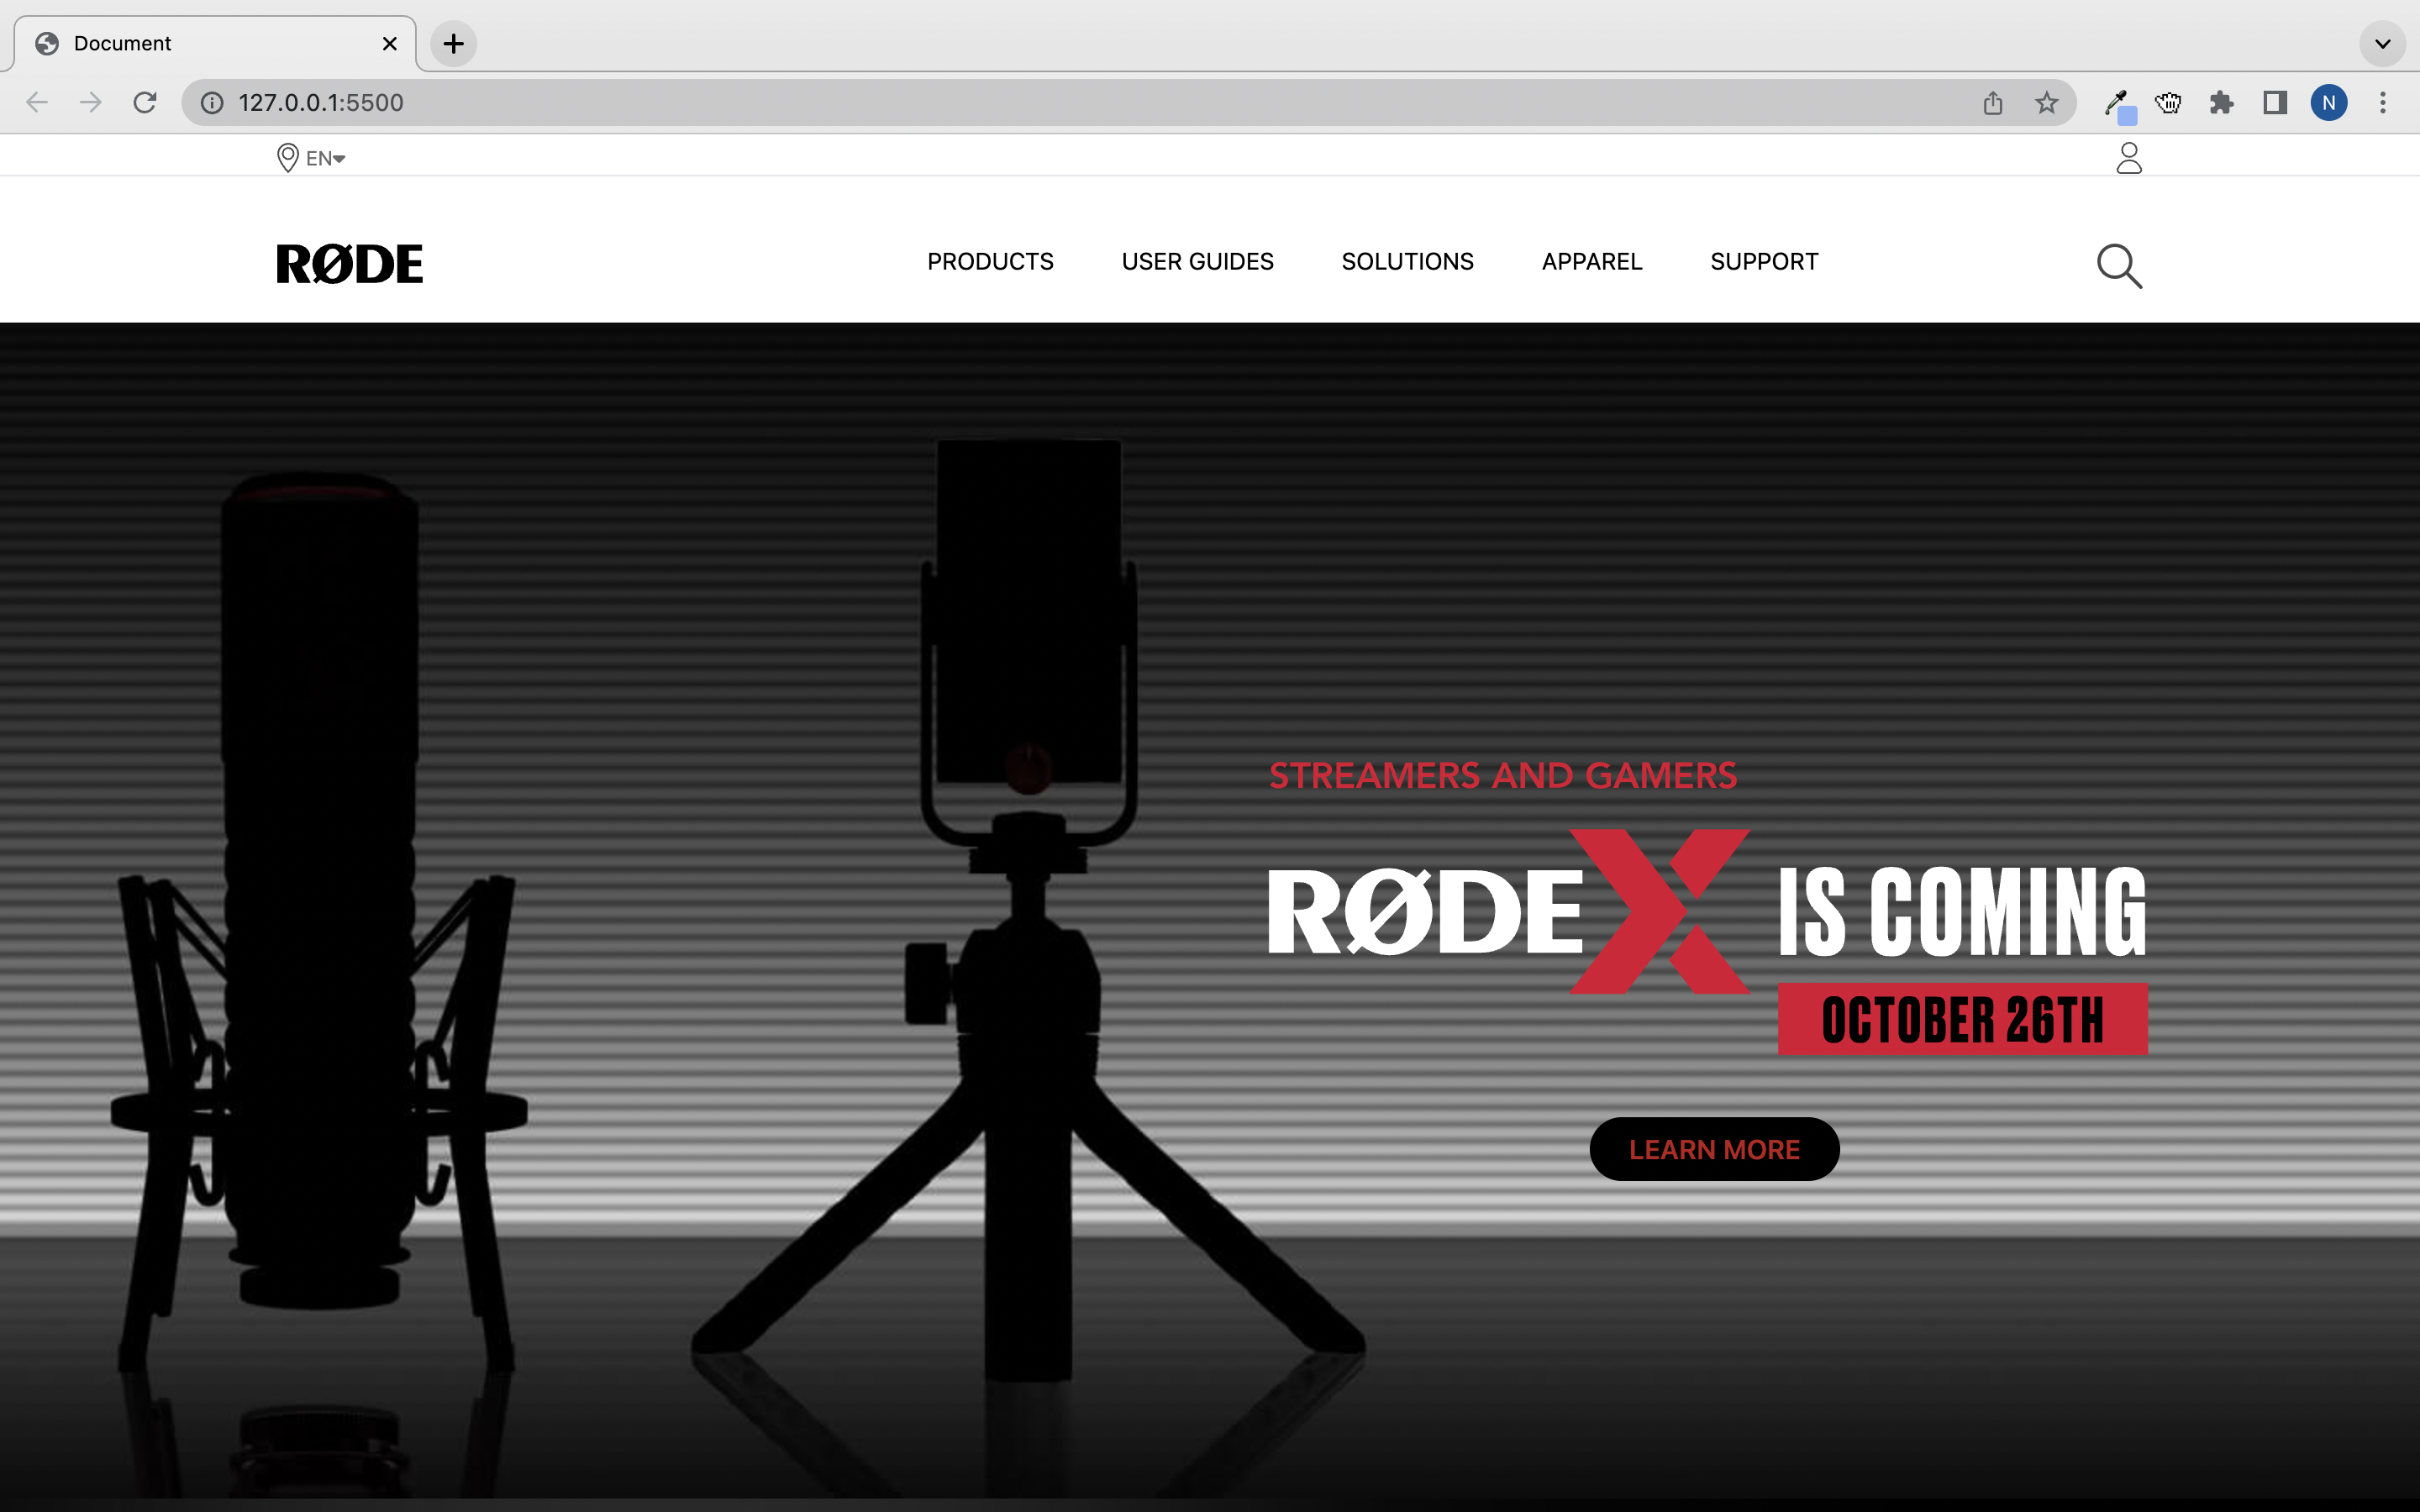 Document
127.0.0.1:5500
N
EN
RØDE
PRODUCTS USER GUIDES SOLUTIONS APPAREL SUPPORT
STREAMERS AND GAMERS
RØDE X IS COMING
OCTOBER 26TH
LEARN MORE